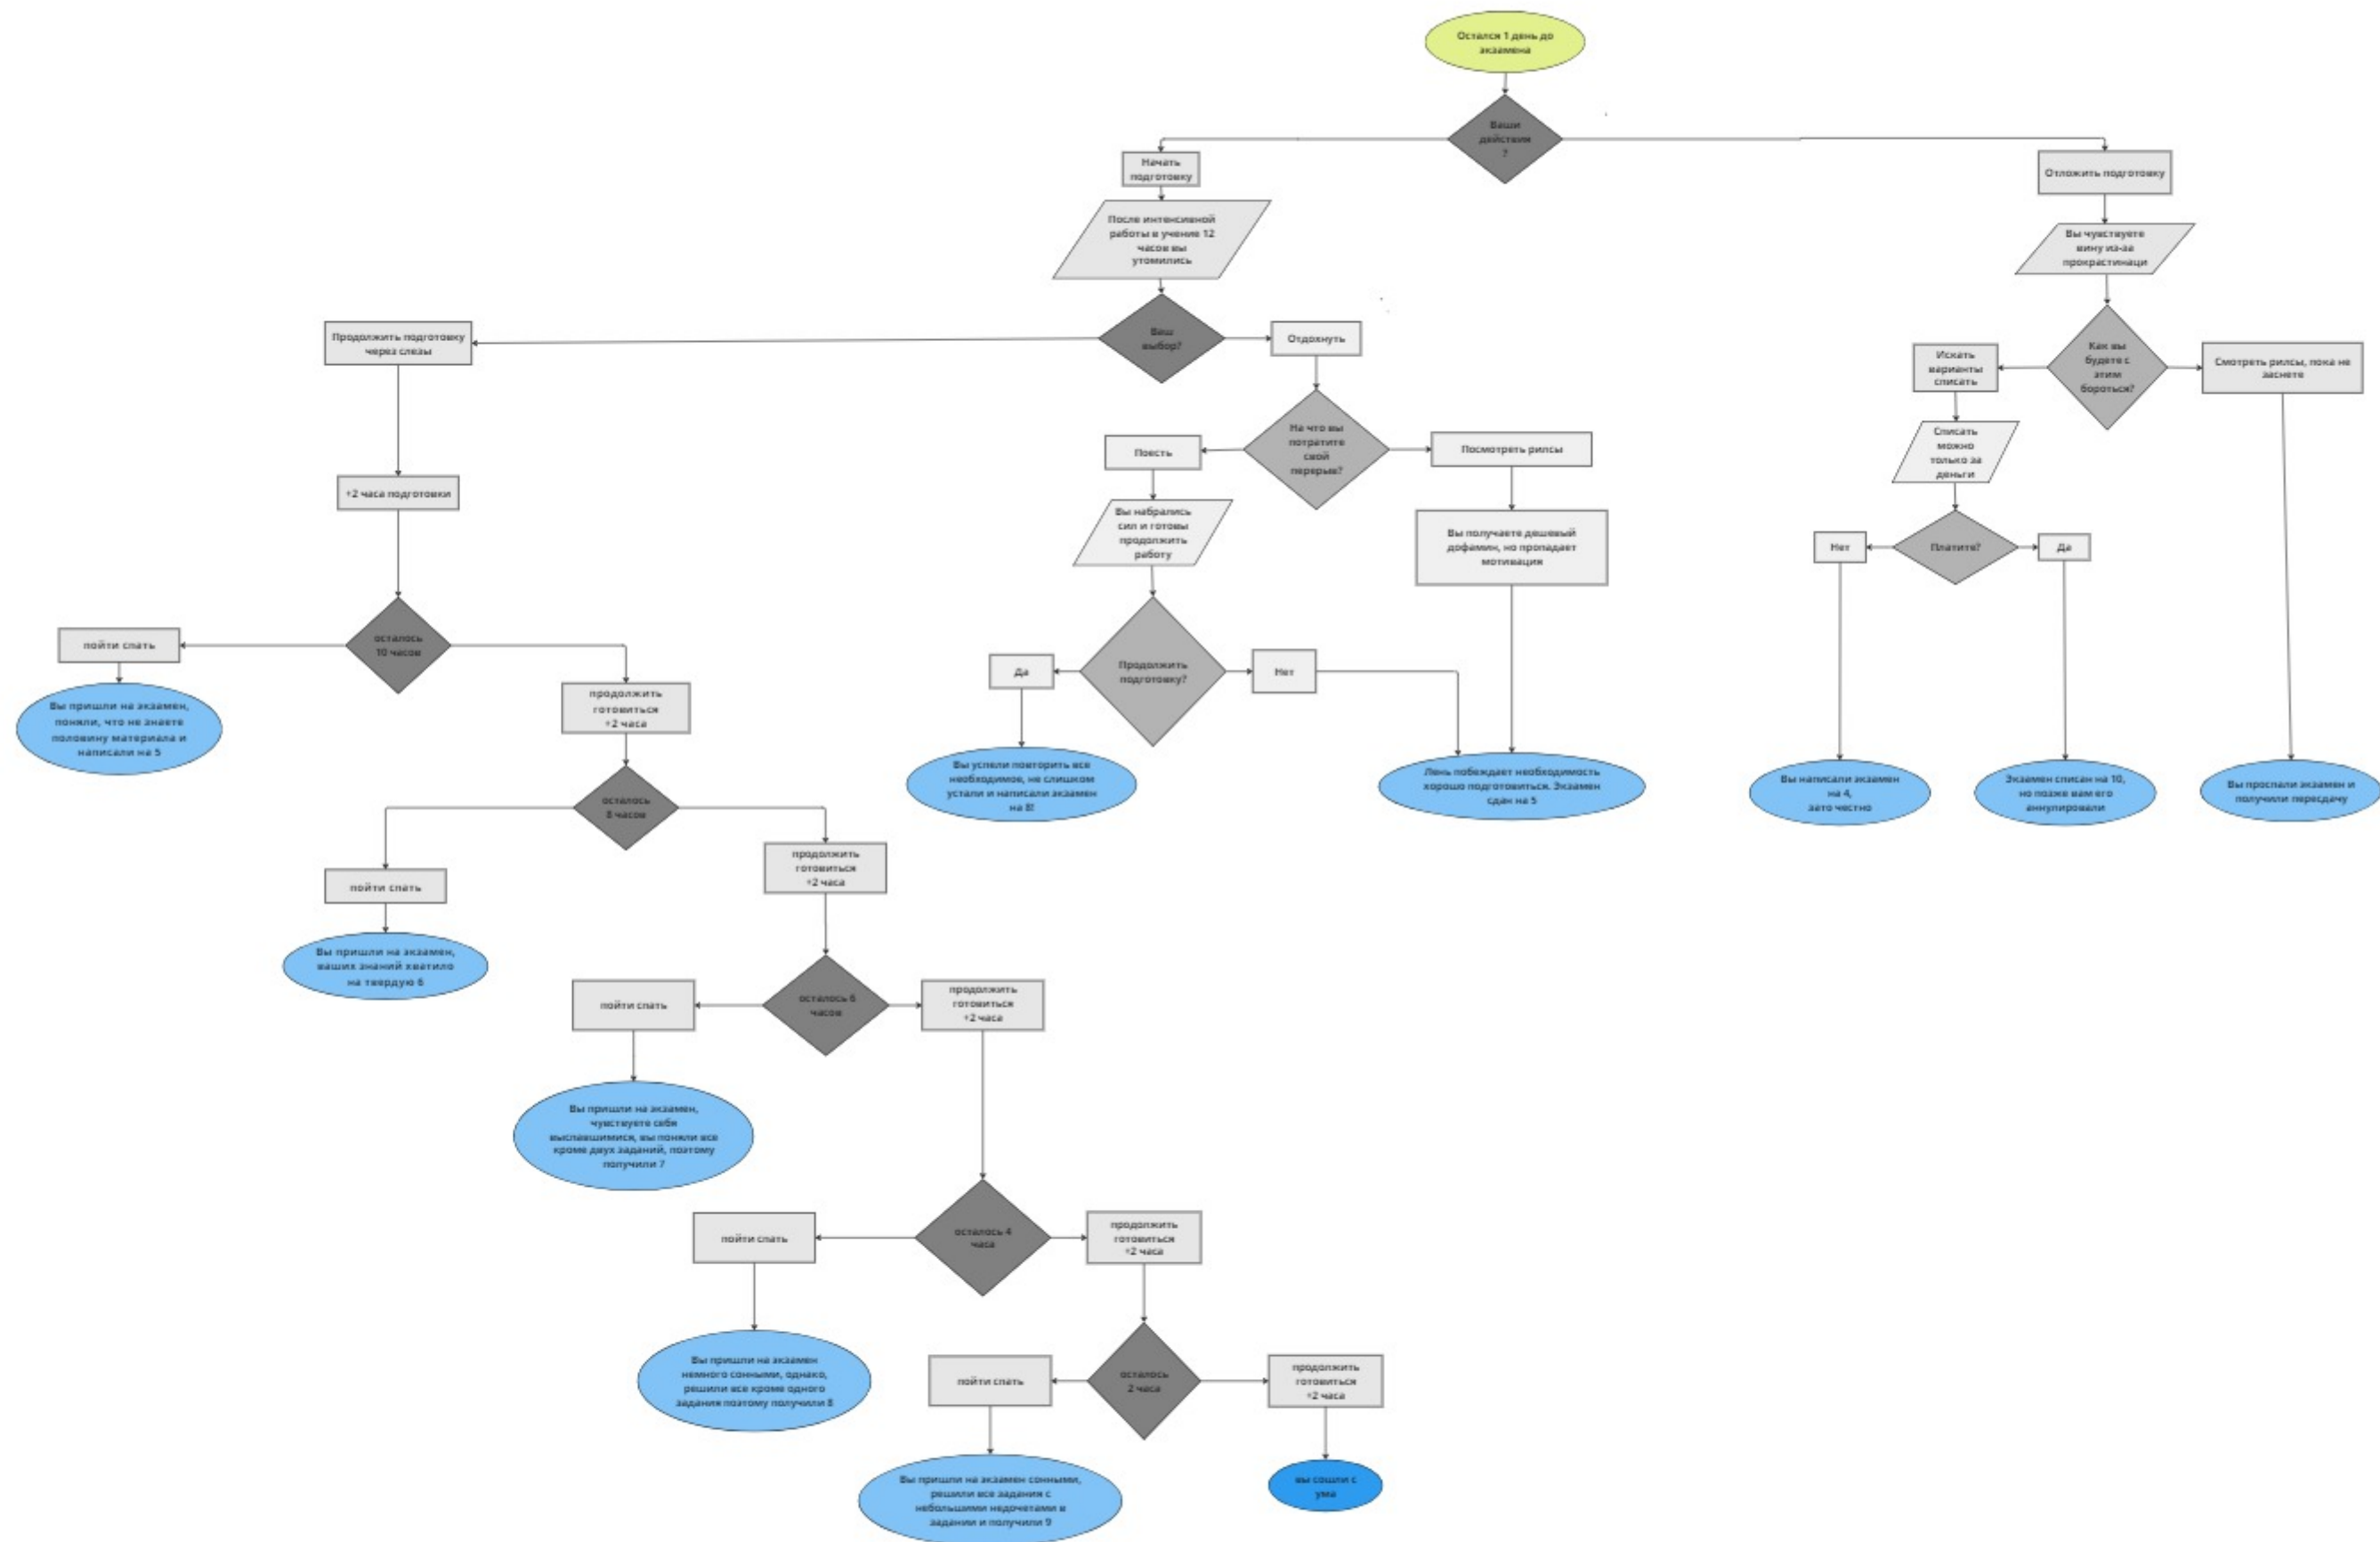 Остался 1 день до
экзамена
Ваши
действия
?
Начать
подготовку
Отложить подготовку
После интенсивной
работы в учение 12
часов вы
утомились
Вы чувствуете
вину из-за
прокрастинаци
Продолжить подготовку
через слезы
Ваш
выбор?
Отдохнуть
Искать
варианты
списать
Как вы
будете с
этим
бороться?
Смотреть рилсы, пока не
заснете
На что вы
потратите
свой
перерыв?
Поесть
Посмотреть рилсы
Списать
можно
только за
деньги
+2 часа подготовки
Вы набрались
сил и готовы
продолжить
работу
Вы получаете дешевый
дофамин, но пропадает
мотивация
Нет
Платите?
Да
пойти спать
осталось
10 часов
Да
Продолжить
подготовку?
Нет
продолжить
готовиться
+2 часа
Вы пришли на экзамен,
поняли, что не знаете
половину материала и
написали на 5
Вы успели повторить все
необходимое, не слишком
устали и написали экзамен
на 8!
Лень побеждает необходимость
хорошо подготовиться. Экзамен
сдан на 5
Вы написали экзамен
на 4,
зато честно
Экзамен списан на 10,
но позже вам его
аннулировали
Вы проспали экзамен и
получили пересдачу
осталось
8 часов
пойти спать
продолжить
готовиться
+2 часа
Вы пришли на экзамен,
ваших знаний хватило
на твердую 6
пойти спать
осталось 6
часов
продолжить
готовиться
+2 часа
Вы пришли на экзамен,
чувствуете себя
выспавшимися, вы поняли все
кроме двух заданий, поэтому
получили 7
пойти спать
осталось 4
часа
продолжить
готовиться
+2 часа
Вы пришли на экзамен
немного сонными, однако,
решили все кроме одного
задания поэтому получили 8
пойти спать
осталось
2 часа
продолжить
готовиться
+2 часа
Вы пришли на экзамен сонными,
решили все задания с
небольшими недочетами в
задании и получили 9
вы сошли с
ума